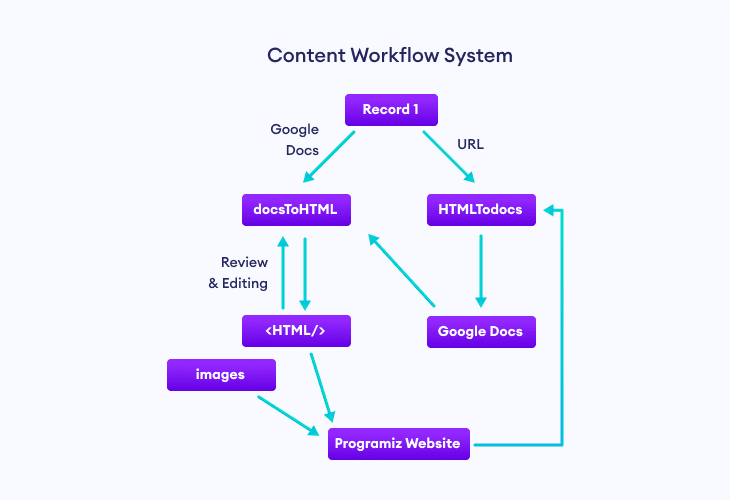 Content Workflow System
Record 1
Google
Docs
URL
docsToHTML
HTMLTodocs
Review
& Editing
<HTML/>
Google Docs
images
Programiz Website